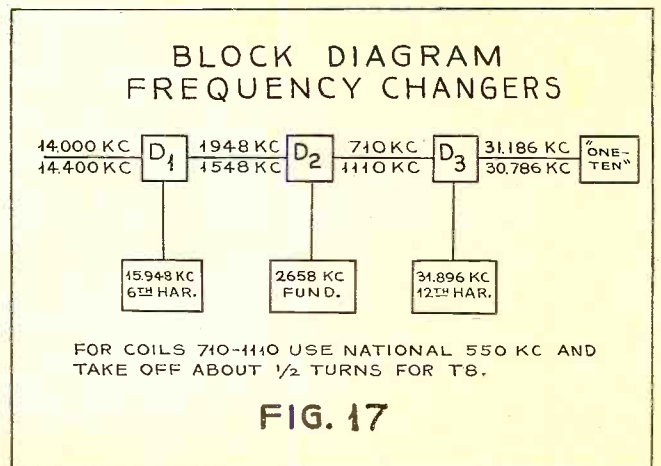 BLOCK DIAGRAM
FREQUENCY CHANGERS
14.000 KC
14.400 KC
D1
1948 KC
1548 KC
D2
710 KC
1110 KC
D3
31.186 KC
30.786 KC
"ONE-
TEN"
15.948 KC
6TH HAR.
2658 KC
FUND.
31.896 KC
12TH HAR.
FOR COILS 710-1110 USE NATIONAL 550 KC AND
TAKE OFF ABOUT 1/2 TURNS FOR T8.
FIG. 17